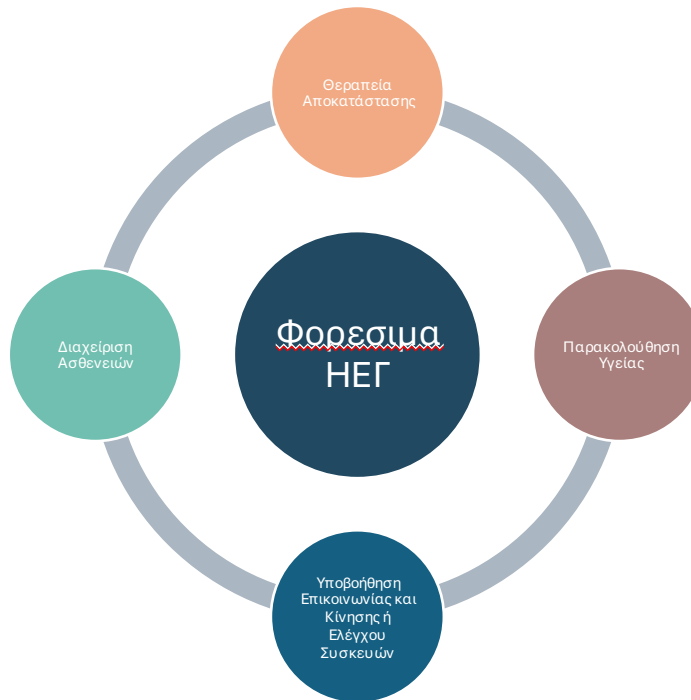 Θεραπεία
Αποκατάστασης
Φορεσιμα
ΗΕΓ
Διαχείριση
Ασθενειών
Παρακολούθηση
Υγείας
Υποβοήθηση
Επικοινωνίας και
Κίνησης ή
Ελέγχου
Συσκευών